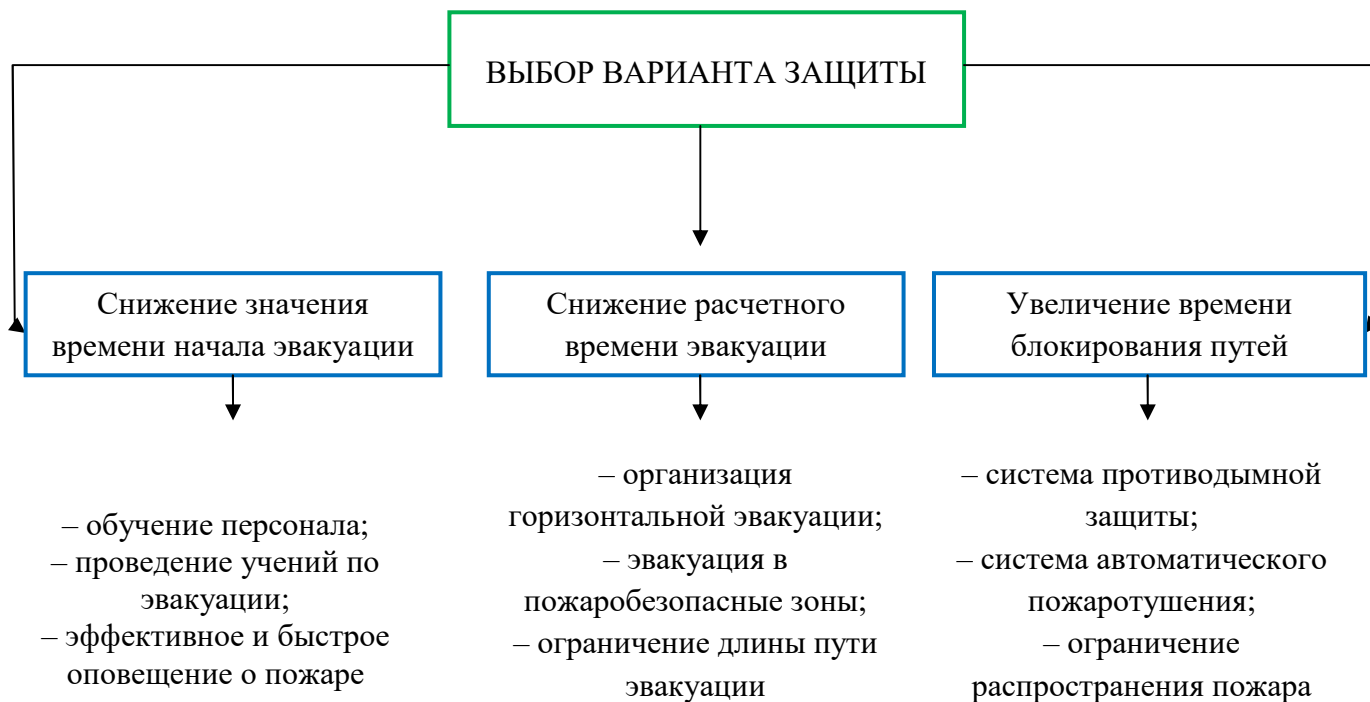 ВЫБОР ВАРИАНТА ЗАЩИТЫ
Снижение значения
времени начала эвакуации
Снижение расчетного
времени эвакуации
Увеличение времени
блокирования путей
– обучение персонала;
– проведение учений по
эвакуации;
– эффективное и быстрое
оповещение о пожаре
– организация
горизонтальной эвакуации;
– эвакуация в
пожаробезопасные зоны;
– ограничение длины пути
эвакуации
– система противодымной
защиты;
– система автоматического
пожаротушения;
– ограничение
распространения пожара